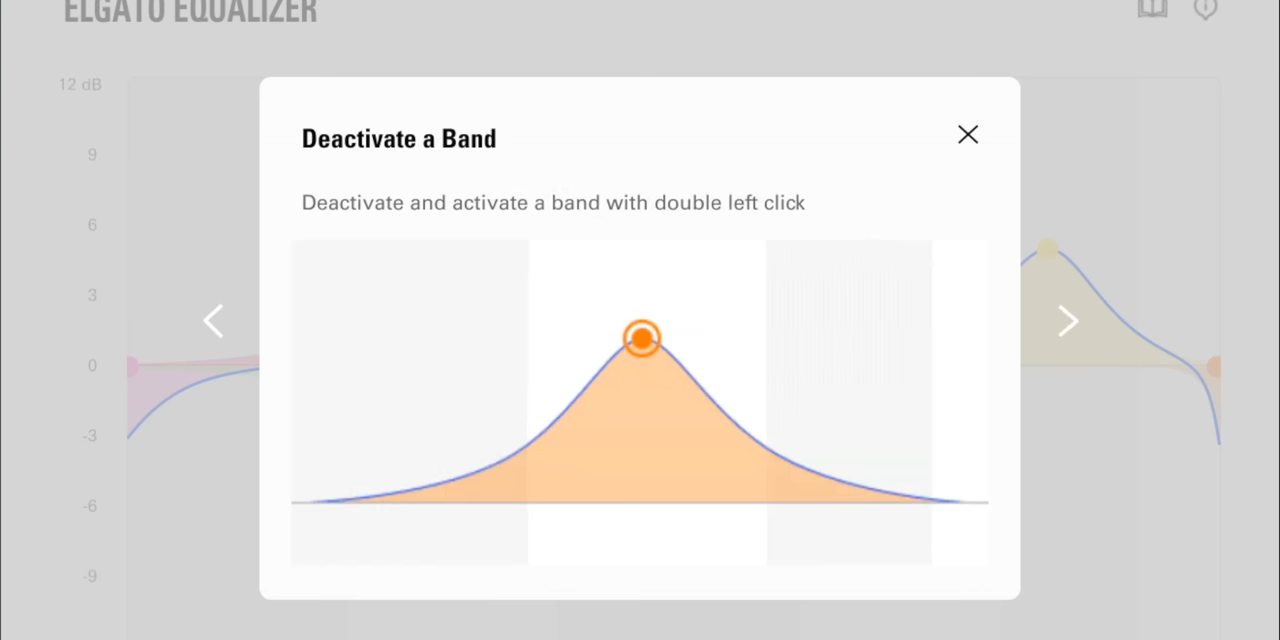 ELGATO EQUALIZER
12 dB
9
6
3
0
-3
-6
-9
Deactivate a Band
Deactivate and activate a band with double left click